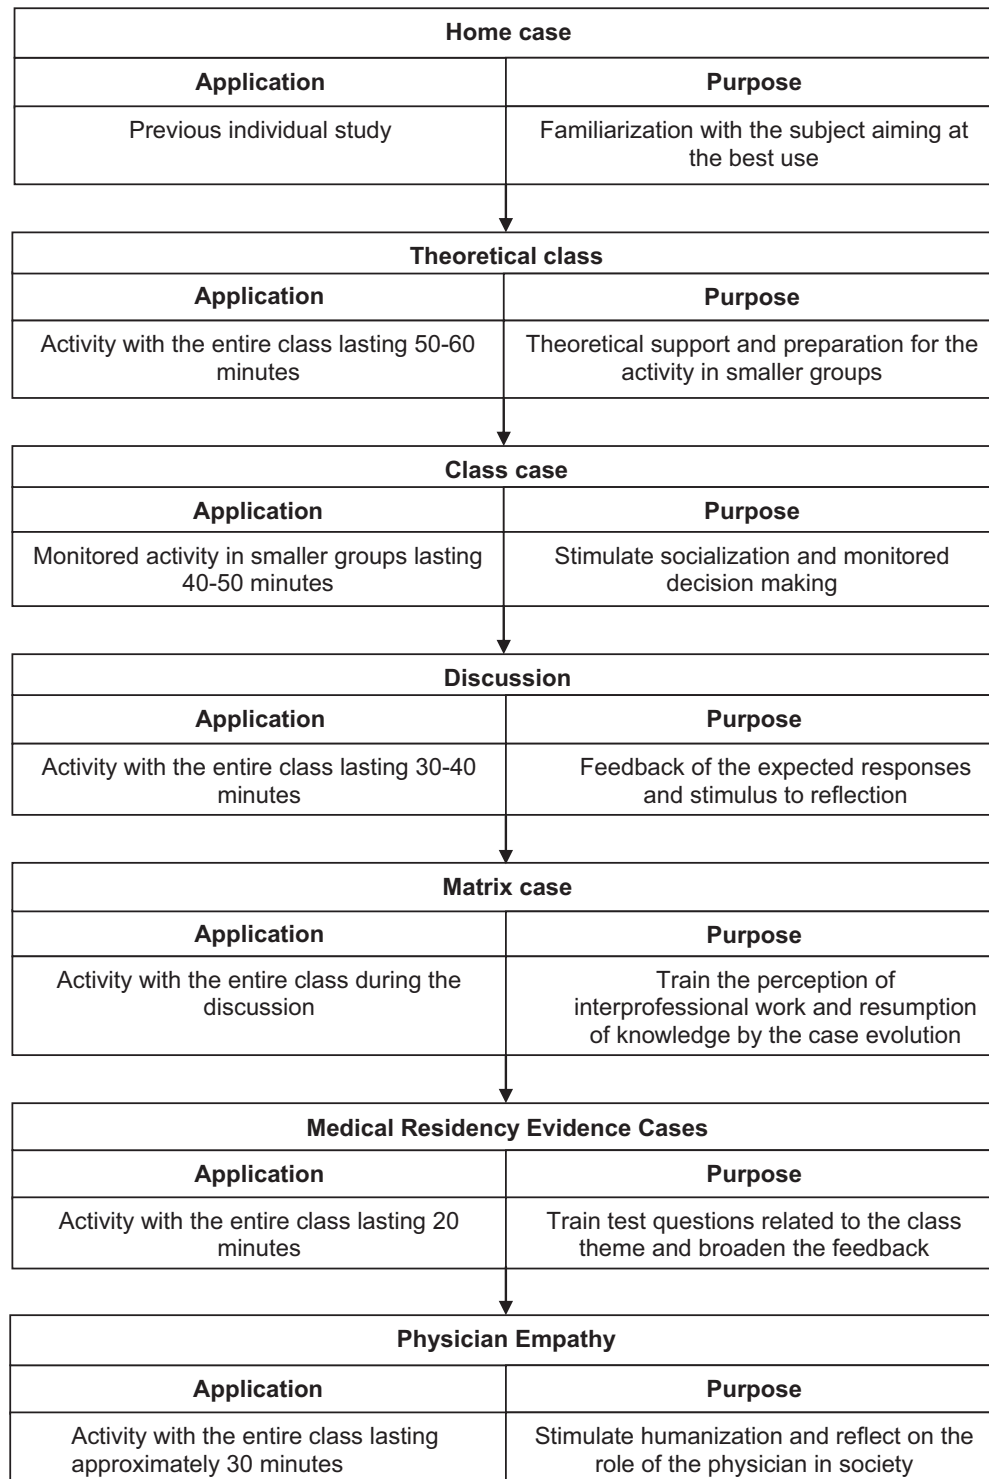 Home case
Application
Purpose
Previous individual study
Familiarization with the subject aiming at
the best use
Theoretical class
Application
Purpose
Activity with the entire class lasting 50-60
minutes
Theoretical support and preparation for the
activity in smaller groups
Class case
Application
Purpose
Monitored activity in smaller groups lasting
40-50 minutes
Stimulate socialization and monitored
decision making
Discussion
Application
Purpose
Activity with the entire class lasting 30-40
minutes
Feedback of the expected responses
and stimulus to reflection
Matrix case
Application
Purpose
Activity with the entire class during the
discussion
Train the perception of
interprofessional work and resumption
of knowledge by the case evolution
Medical Residency Evidence Cases
Application
Purpose
Activity with the entire class lasting 20
minutes
Train test questions related to the class
theme and broaden the feedback
Physician Empathy
Application
Purpose
Activity with the entire class lasting
approximately 30 minutes
Stimulate humanization and reflect on the
role of the physician in society